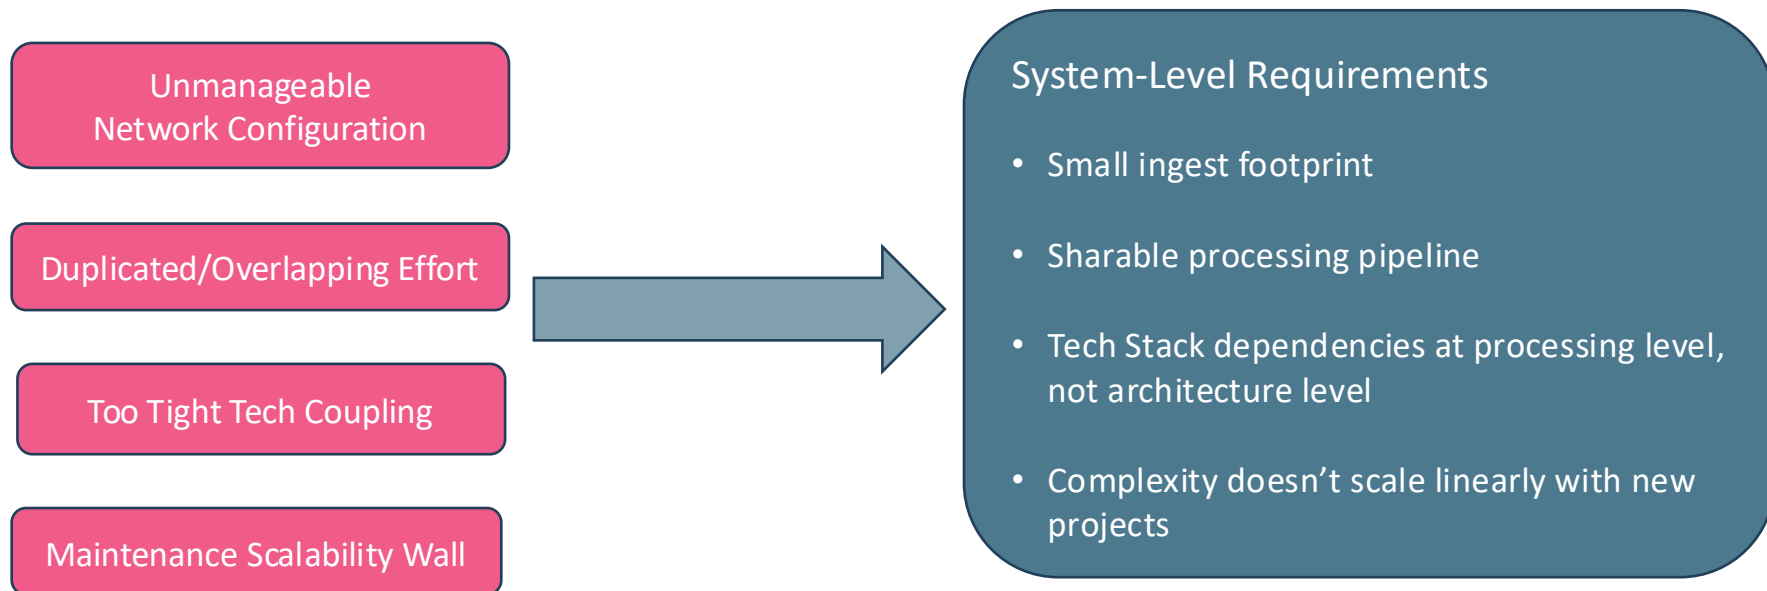 Unmanageable
Network Configuration
Duplicated/Overlapping Effort
Too Tight Tech Coupling
Maintenance Scalability Wall
System-Level Requirements
• Small ingest footprint
• Sharable processing pipeline
• Tech Stack dependencies at processing level,
not architecture level
• Complexity doesn’t scale linearly with new
projects